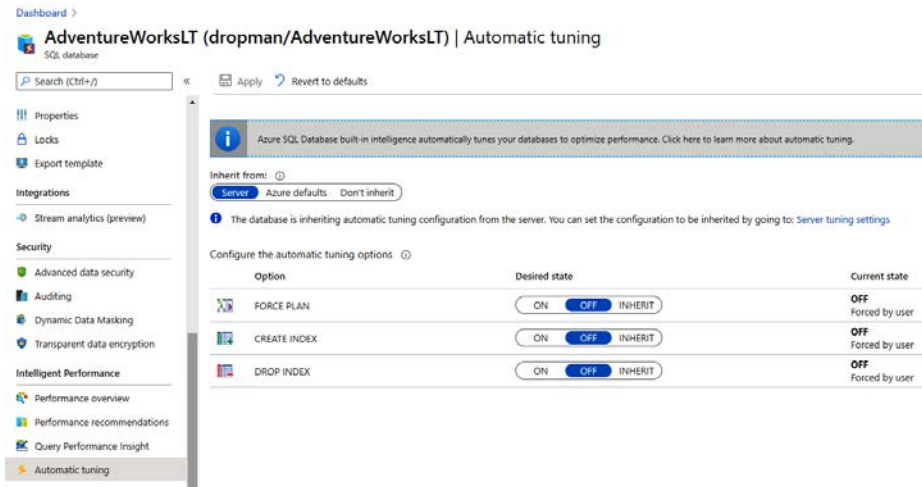 Dashboard >
AdventureWorksLT (dropman/AdventureWorksLT) | Automatic tuning
SQL database
Search (Ctrl+/)
«
Apply
Revert to defaults
Properties
Locks
Export template
Integrations
Stream analytics (preview)
Security
Advanced data security
Auditing
Dynamic Data Masking
Transparent data encryption
Intelligent Performance
Performance overview
Performance recommendations
Query Performance Insight
Automatic tuning
Azure SQL Database built-in intelligence automatically tunes your databases to optimize performance. Click here to learn more about automatic tuning.
Inherit from:
Server Azure defaults Don't inherit
The database is inheriting automatic tuning configuration from the server. You can set the configuration to be inherited by going to: Server tuning settings
Configure the automatic tuning options
Option Desired state Current state
FORCE PLAN ON OFF INHERIT OFF
Forced by user
CREATE INDEX ON OFF INHERIT OFF
Forced by user
DROP INDEX ON OFF INHERIT OFF
Forced by user